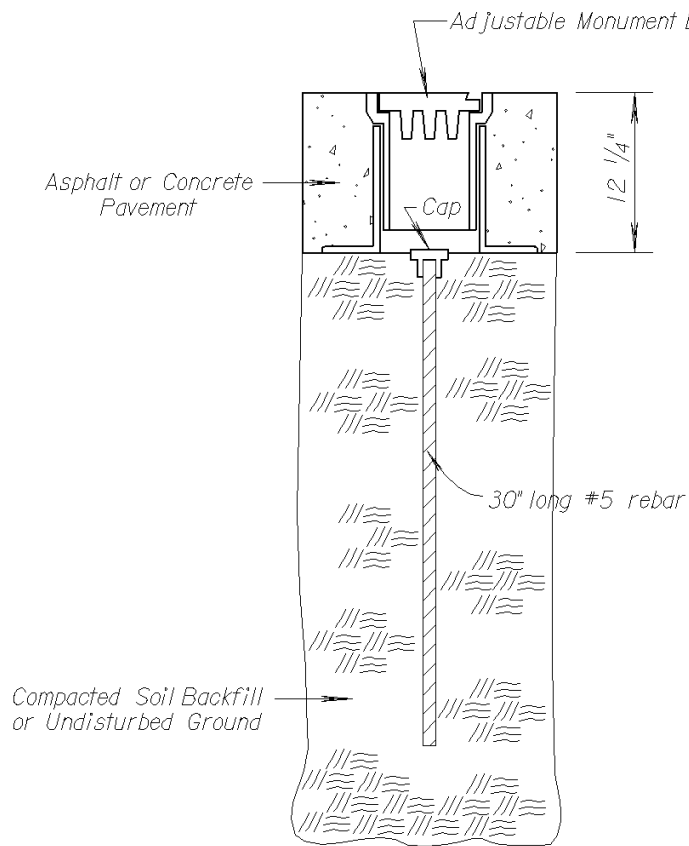 Adjustable Monument
12 ¼"
Asphalt or Concrete
Pavement
Cap
30" long #5 rebar
Compacted Soil Backfill
or Undisturbed Ground